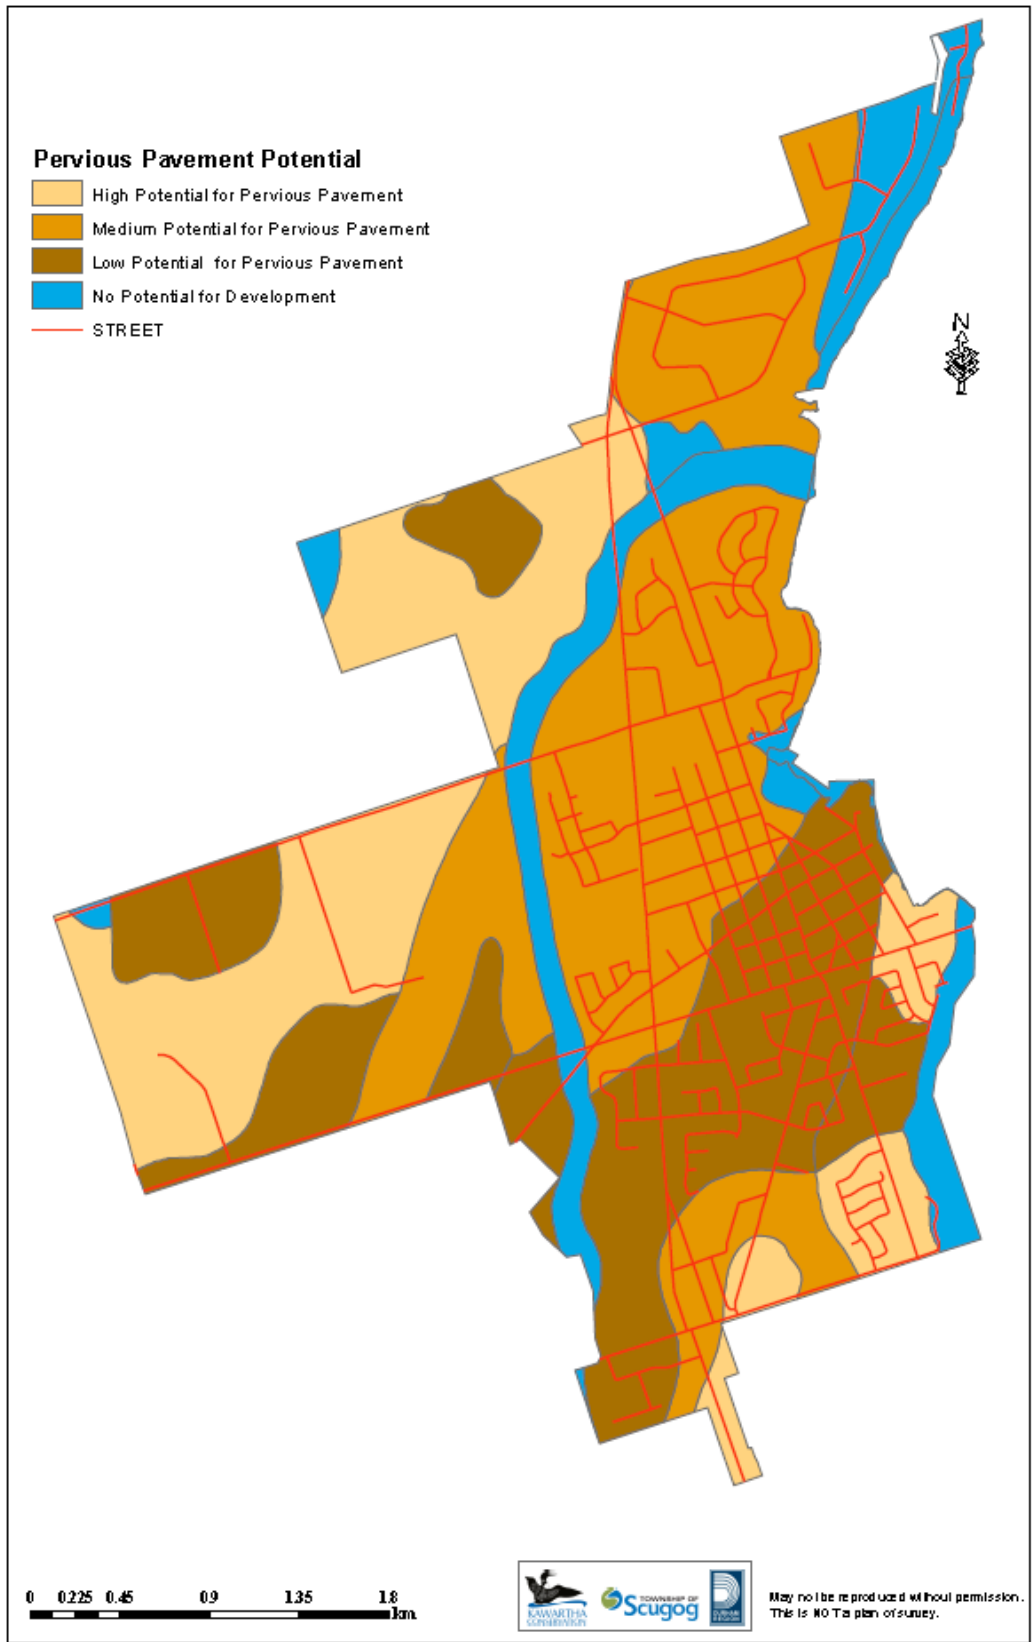 Pervious Pavement Potential
High Potential for Pervious Pavement
Medium Potential for Pervious Pavement
Low Potential for Pervious Pavement
No Potential for Development
STREET
N
0 0.225 0.45 0.9 1.35 1.8
km
KAWARTHA
CONSERVATION
TOWNSHIP OF
Scugog
DURHAM
REGION
May not be reproduced without permission.
This is NOT a plan of survey.